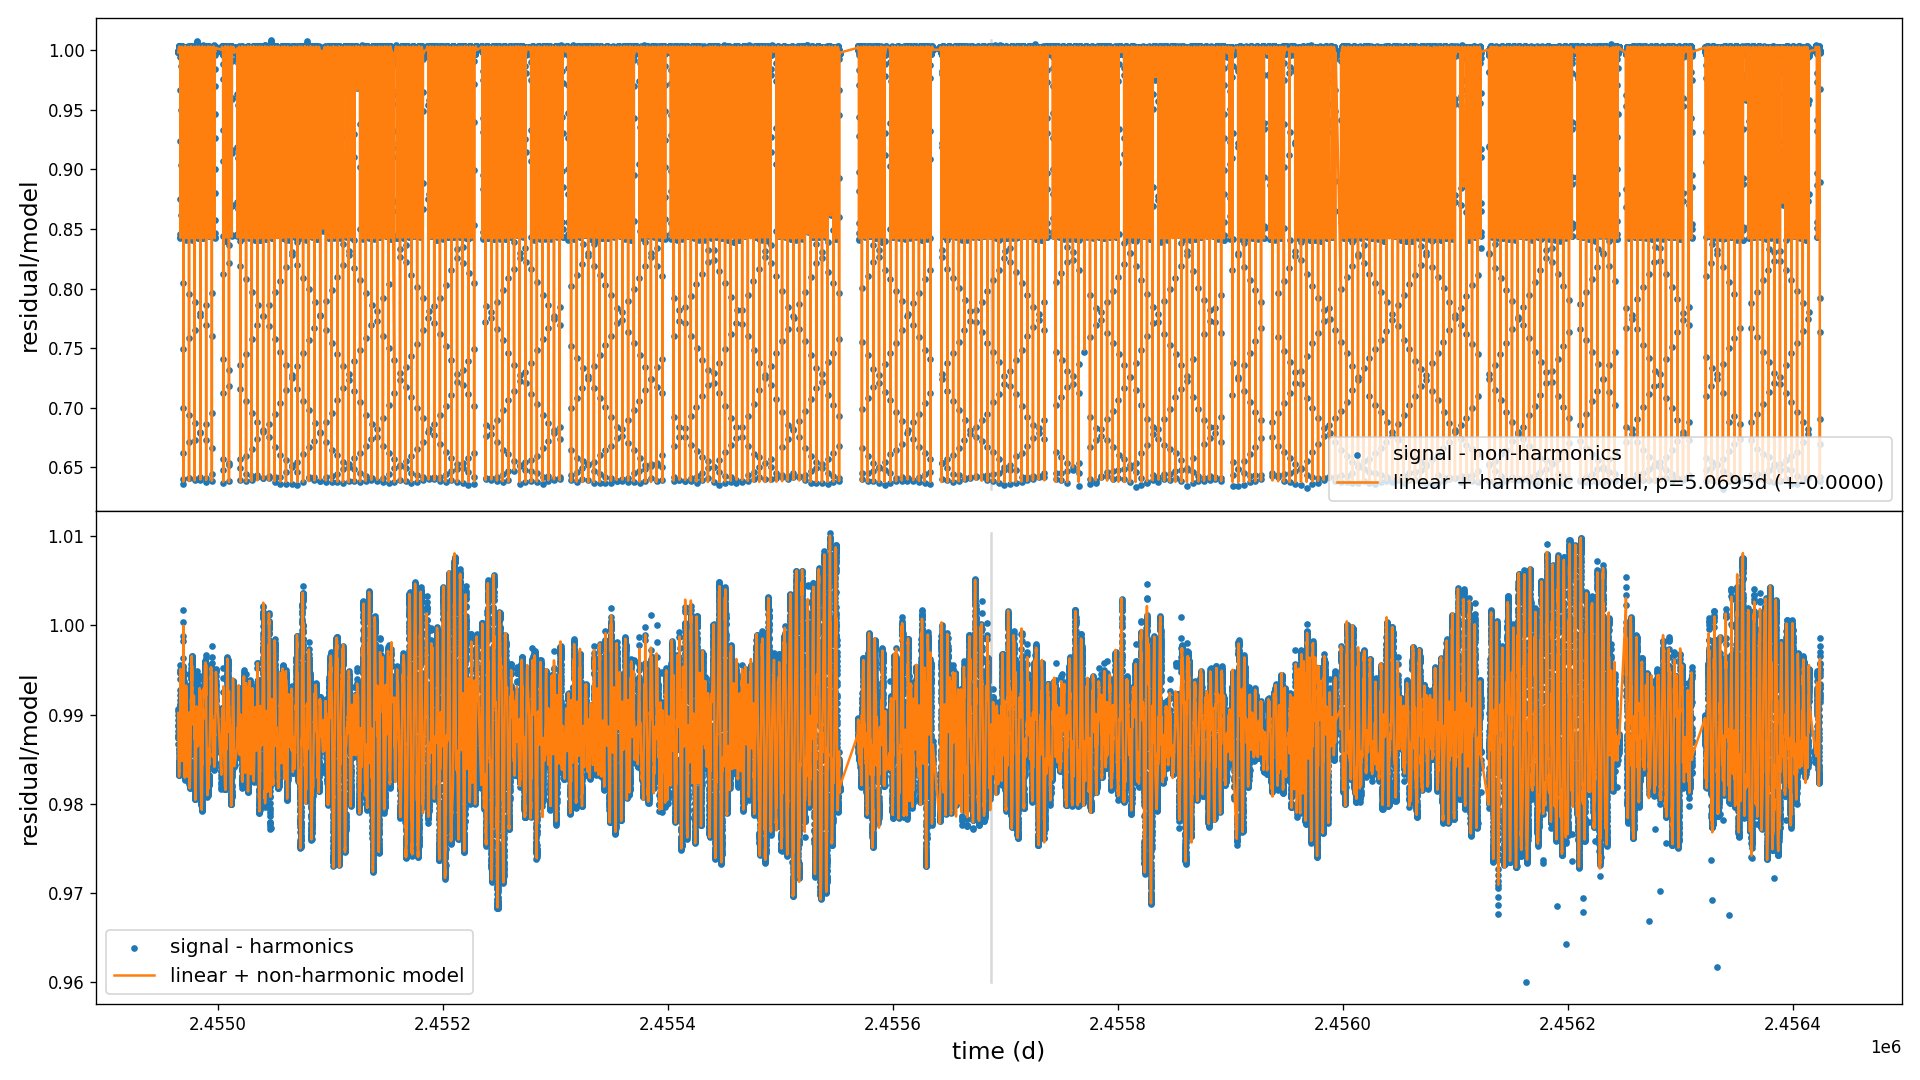 residual/model
1.00
0.95
0.90
0.85
0.80
0.75
0.70
0.65
signal - non-harmonics
linear + harmonic model, p=5.0695d (+-0.0000)
residual/model
1.01
1.00
0.99
0.98
0.97
0.96
signal - harmonics
linear + non-harmonic model
2.4550 2.4552 2.4554 2.4556 2.4558 2.4560 2.4562 2.4564
time (d)
1e6